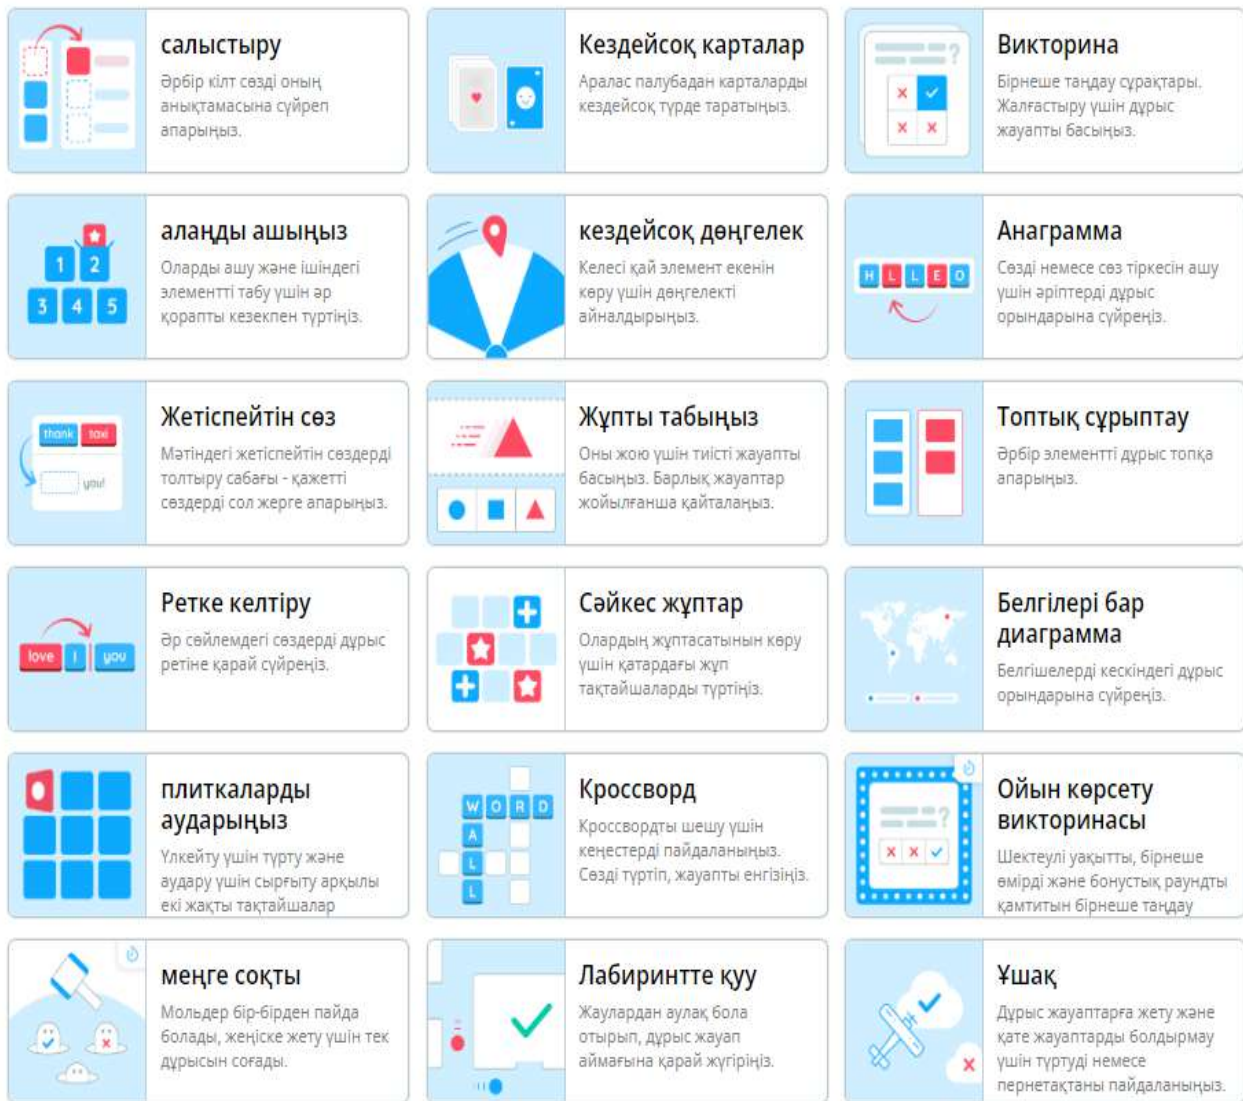 салыстыру
Әрбір кілт сөзді оның
анықтамасына сүйреп
апарыңыз.
Кездейсоқ карталар
Аралас палубадан карталарды
кездейсоқ түрде таратыңыз.
?
Викторина
Бірнеше таңдау сұрақтары.
Жалғастыру үшін дұрыс
жауапты басыңыз.
1 2
3 4 5
алаңды ашыңыз
Оларды ашу және ішіндегі
элементті табу үшін әр
қорапты кезекпен түртіңіз.
кездейсоқ дөңгелек
Келесі қай элемент екенін
көру үшін дөңгелекті
айналдырыңыз.
H L L E O
Анаграмма
Сөзді немесе сөз тіркесін ашу
үшін әріптерді дұрыс
орындарына сүйреңіз.
thank taxi
you!
Жетіспейтін сөз
Мәтіндегі жетіспейтін сөздерді
толтыру сабағы - қажетті
сөздерді сол жерге апарыңыз.
Жұпты табыңыз
Оны жою үшін тиісті жауапты
басыңыз. Барлық жауаптар
жойылғанша қайталаңыз.
Топтық сұрыптау
Әрбір элементті дұрыс топқа
апарыңыз.
love I you
Ретке келтіру
Әр сөйлемдегі сөздерді дұрыс
ретіне қарай сүйреңіз.
Сәйкес жұптар
Олардың жұптасатынын көру
үшін қатардағы жұп
тақтайшаларды түртіңіз.
Белгілері бар
диаграмма
Белгішелерді кескіндегі дұрыс
орындарына сүйреңіз.
плиткаларды
аударыңыз
Үлкейту үшін түрту және
аудару үшін сырғыту арқылы
екі жақты тақтайшалар
WORD
A
L
L
Кроссворд
Кроссвордты шешу үшін
кеңестерді пайдаланыңыз.
Сөзді түртіп, жауапты енгізіңіз.
?
Ойын көрсету
викторинасы
Шектеулі уақытты, бірнеше
өмірді және бонустық раундты
қамтитын бірнеше таңдау
меңге соқты
Мольдер бір-бірден пайда
болады, жеңіске жету үшін тек
дұрысын соғады.
Лабиринтте қуу
Жаулардан аулақ бола
отырып, дұрыс жауап
аймағына қарай жүгіріңіз.
Ұшақ
Дұрыс жауаптарға жету және
қате жауаптарды болдырмау
үшін түртуді немесе
пернетақтаны пайдаланыңыз.